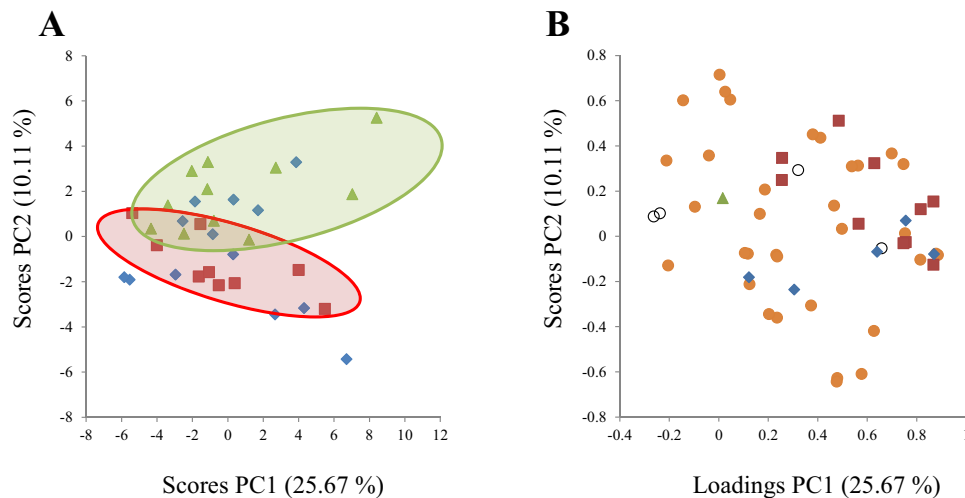 A
B
8
6
4
2
0
-2
-4
-6
-8
-8 -6 -4 -2 0 2 4 6 8 10 12
Scores PC2 (10.11 %)
Scores PC1 (25.67 %)
0.8
0.6
0.4
0.2
0
-0.2
-0.4
-0.6
-0.8
-0.4 -0.2 0 0.2 0.4 0.6 0.8 1
Scores PC2 (10.11 %)
Loadings PC1 (25.67 %)